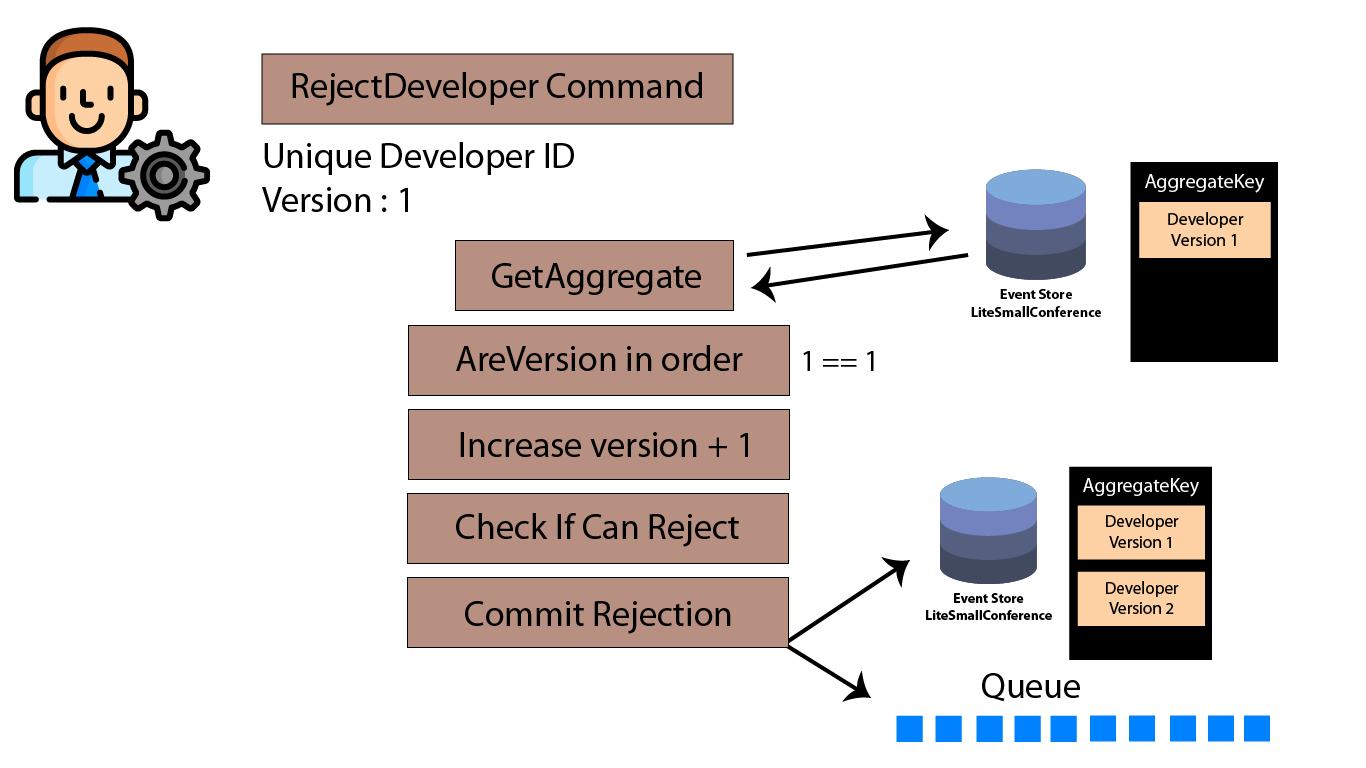 RejectDeveloper Command
Unique Developer ID
Version : 1
GetAggregate
Event Store
LiteSmallConference
AggregateKey
Developer
Version 1
AreVersion in order
1 == 1
Increase version + 1
Check If Can Reject
Commit Rejection
Event Store
LiteSmallConference
AggregateKey
Developer
Version 1
Developer
Version 2
Queue